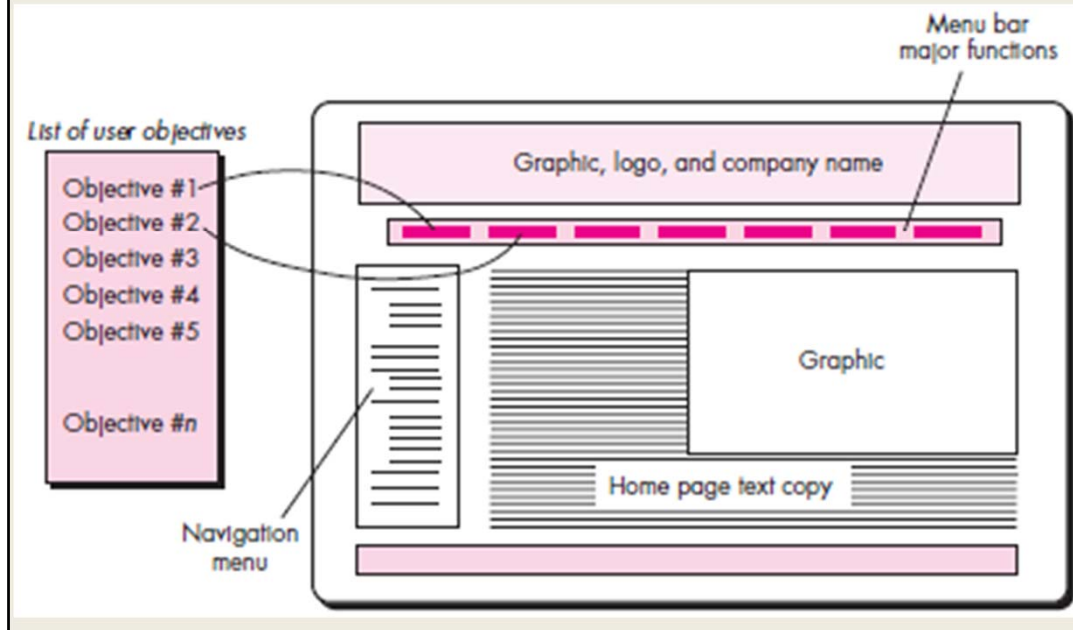 Menu bar
major functions
List of user objectives
Graphic, logo, and company name
Objective #1
Objective #2
Objective #3
Objective #4
Objective #5
Objective #n
Graphic
Home page text copy
Navigation
menu